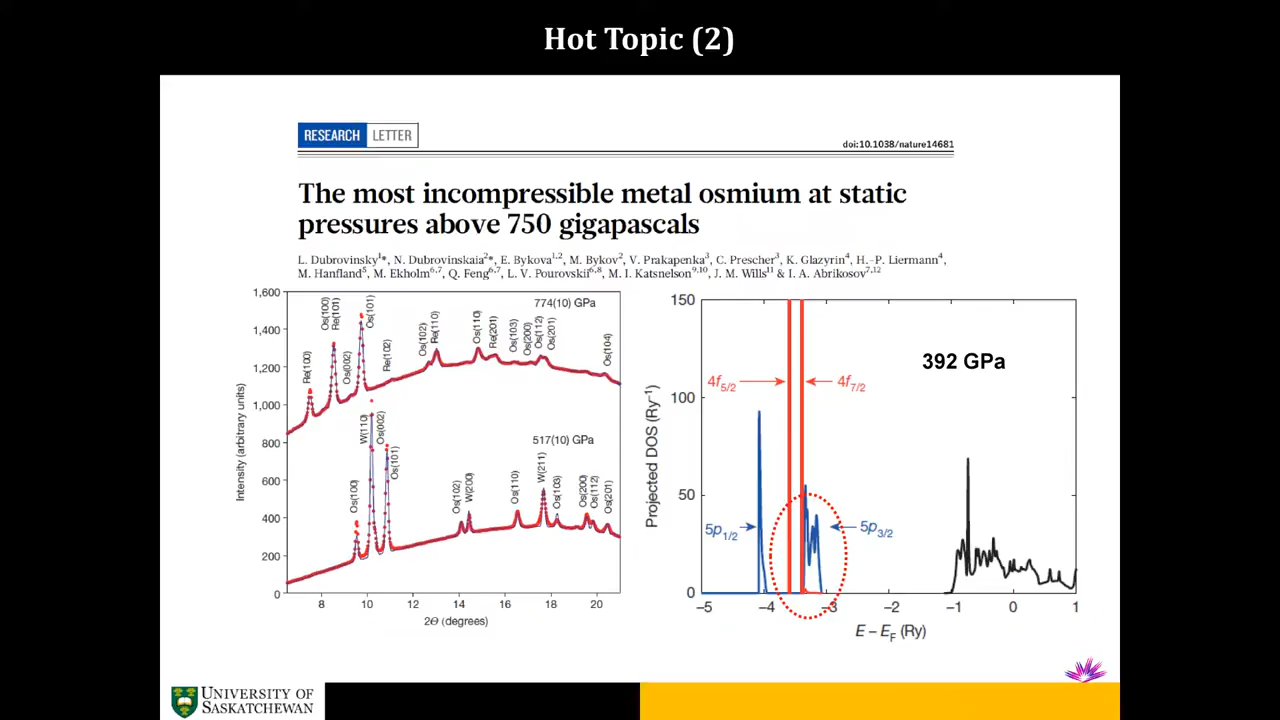 Hot Topic (2)
RESEARCH LETTER
doi:10.1038/nature14681
The most incompressible metal osmium at static
pressures above 750 gigapascals
L. Dubrovinsky1*, N. Dubrovinskaia2*, E. Bykova1,2, M. Bykov2, V. Prakapenka3, C. Prescher3, K. Glazyrin4, H.-P. Liermann4,
M. Hanfland5, M. Ekholm6,7, Q. Feng6,7, L. V. Pourovskii6,8, M. I. Katsnelson9,10, J. M. Wills11 & I. A. Abrikosov7,12
1,600
1,400
1,200
1,000
800
600
400
200
0
Intensity (arbitrary units)
774(10) GPa
Re(100)
Os(100)
Re(101)
Os(002)
Os(101)
Re(102)
Os(102)
Re(110)
Os(110)
Re(201)
Os(103)
Os(200)
Os(112)
Os(201)
Os(104)
517(10) GPa
Os(100)
W(110)
Os(002)
Os(101)
Os(102)
W(200)
Os(110)
W(211)
Os(103)
Os(200)
Os(112)
Os(201)
8 10 12 14 16 18 20
2Θ (degrees)
150
100
50
0
Projected DOS (Ry⁻¹)
392 GPa
4f5/2
4f7/2
5p1/2
5p3/2
−5 −4 −3 −2 −1 0 1
E − EF (Ry)
UNIVERSITY OF
SASKATCHEWAN